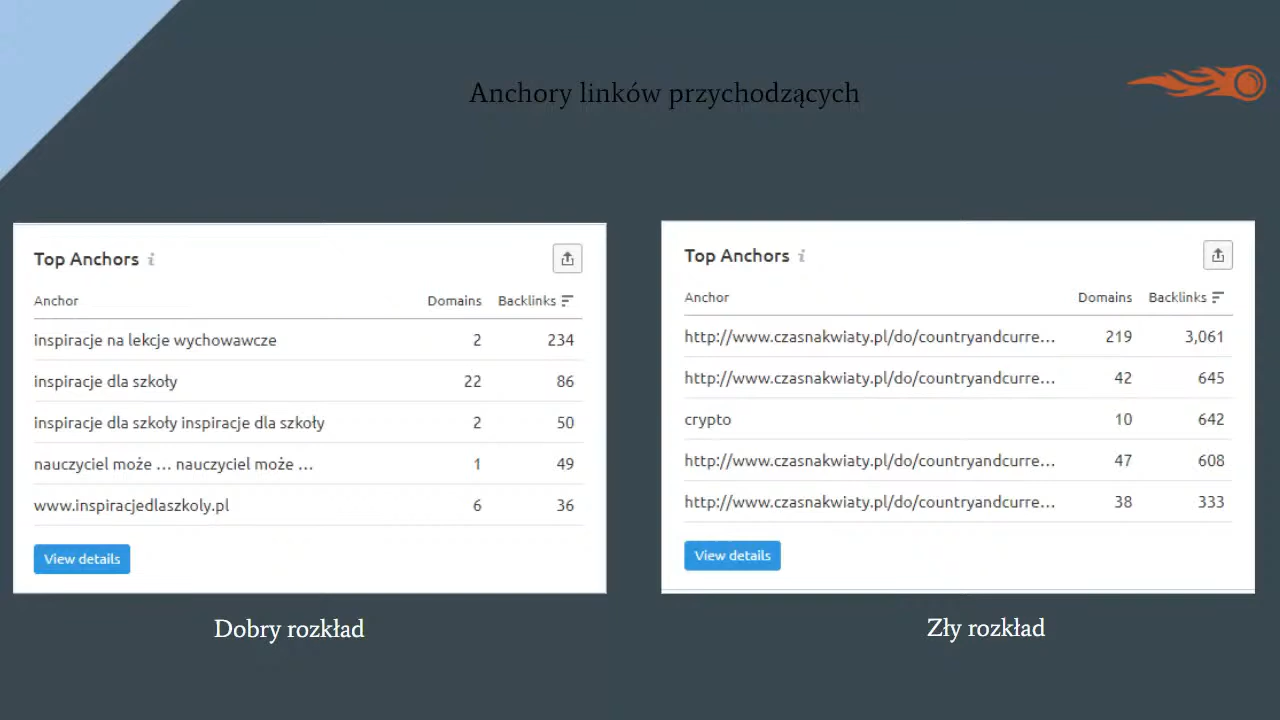 Anchory linków przychodzących
Top Anchors i
Anchor Domains Backlinks
inspiracje na lekcje wychowawcze 2 234
inspiracje dla szkoły 22 86
inspiracje dla szkoły inspiracje dla szkoły 2 50
nauczyciel może … nauczyciel może … 1 49
www.inspiracjedlaszkoly.pl 6 36
View details
Dobry rozkład
Top Anchors i
Anchor Domains Backlinks
http://www.czasnakwiaty.pl/do/countryandcurre… 219 3,061
http://www.czasnakwiaty.pl/do/countryandcurre… 42 645
crypto 10 642
http://www.czasnakwiaty.pl/do/countryandcurre… 47 608
http://www.czasnakwiaty.pl/do/countryandcurre… 38 333
View details
Zły rozkład